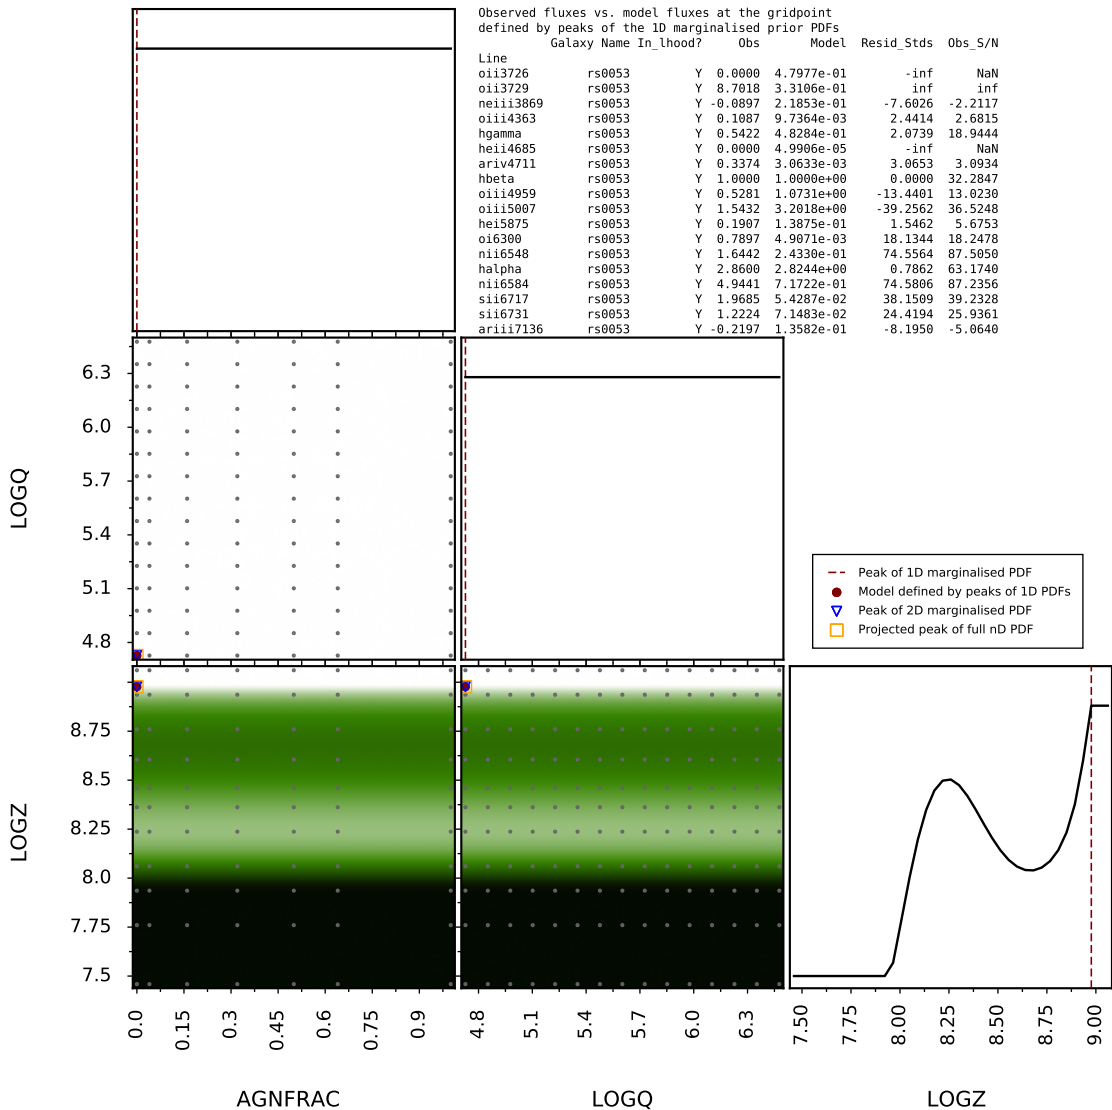 Observed fluxes vs. model fluxes at the gridpoint
defined by peaks of the 1D marginalised prior PDFs
Galaxy Name In_lhood? Obs Model Resid_Stds Obs_S/N
Line
oii3726 rs0053 Y 0.0000 4.7977e-01 -inf NaN
oii3729 rs0053 Y 8.7018 3.3106e-01 inf inf
neiii3869 rs0053 Y -0.0897 2.1853e-01 -7.6026 -2.2117
oiii4363 rs0053 Y 0.1087 9.7364e-03 2.4414 2.6815
hgamma rs0053 Y 0.5422 4.8284e-01 2.0739 18.9444
heii4685 rs0053 Y 0.0000 4.9906e-05 -inf NaN
ariv4711 rs0053 Y 0.3374 3.0633e-03 3.0653 3.0934
hbeta rs0053 Y 1.0000 1.0000e+00 0.0000 32.2847
oiii4959 rs0053 Y 0.5281 1.0731e+00 -13.4401 13.0230
oiii5007 rs0053 Y 1.5432 3.2018e+00 -39.2562 36.5248
hei5875 rs0053 Y 0.1907 1.3875e-01 1.5462 5.6753
oi6300 rs0053 Y 0.7897 4.9071e-03 18.1344 18.2478
nii6548 rs0053 Y 1.6442 2.4330e-01 74.5564 87.5050
halpha rs0053 Y 2.8600 2.8244e+00 0.7862 63.1740
nii6584 rs0053 Y 4.9441 7.1722e-01 74.5806 87.2356
sii6717 rs0053 Y 1.9685 5.4287e-02 38.1509 39.2328
sii6731 rs0053 Y 1.2224 7.1483e-02 24.4194 25.9361
ariii7136 rs0053 Y -0.2197 1.3582e-01 -8.1950 -5.0640
LOGQ
6.3
6.0
5.7
5.4
5.1
4.8
Peak of 1D marginalised PDF
Model defined by peaks of 1D PDFs
Peak of 2D marginalised PDF
Projected peak of full nD PDF
LOGZ
8.75
8.5
8.25
8.0
7.75
7.5
0.0 0.15 0.3 0.45 0.6 0.75 0.9
4.8 5.1 5.4 5.7 6.0 6.3
7.50 7.75 8.00 8.25 8.50 8.75 9.00
AGNFRAC LOGQ LOGZ